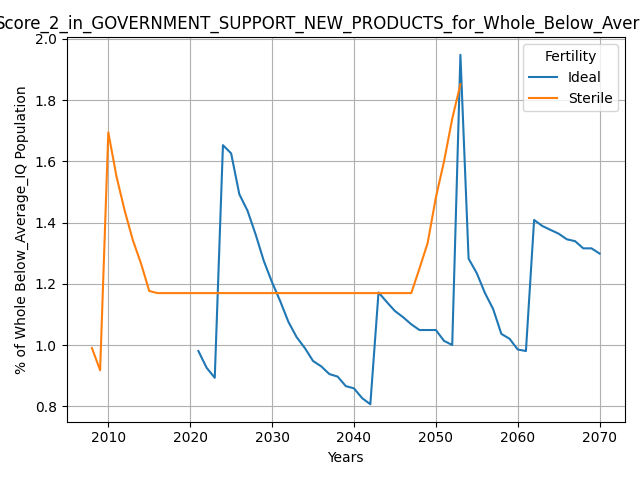 Score_2_in_GOVERNMENT_SUPPORT_NEW_PRODUCTS_for_Whole_Below_Aver
% of Whole Below_Average_IQ Population
2.0
1.8
1.6
1.4
1.2
1.0
0.8
Fertility
Ideal
Sterile
2010 2020 2030 2040 2050 2060 2070
Years